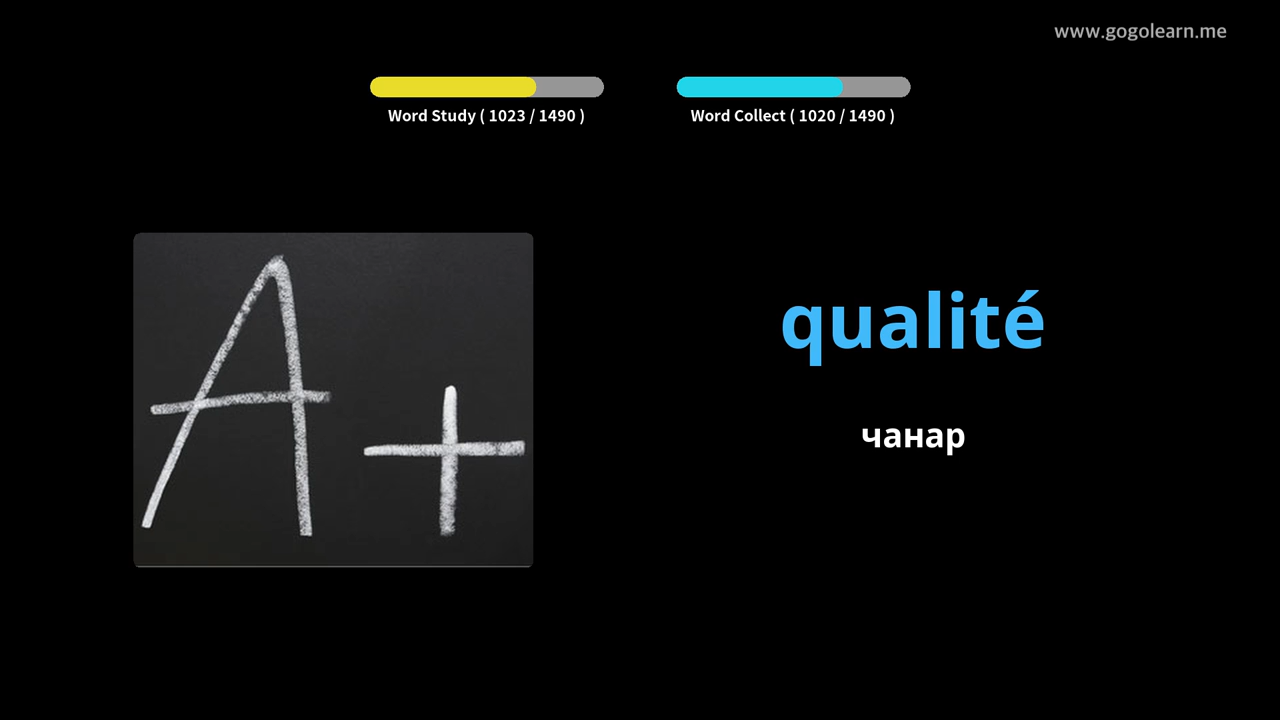 www.gogolearn.me
Word Study ( 1023 / 1490 )
Word Collect ( 1020 / 1490 )
A+
qualité
чанар